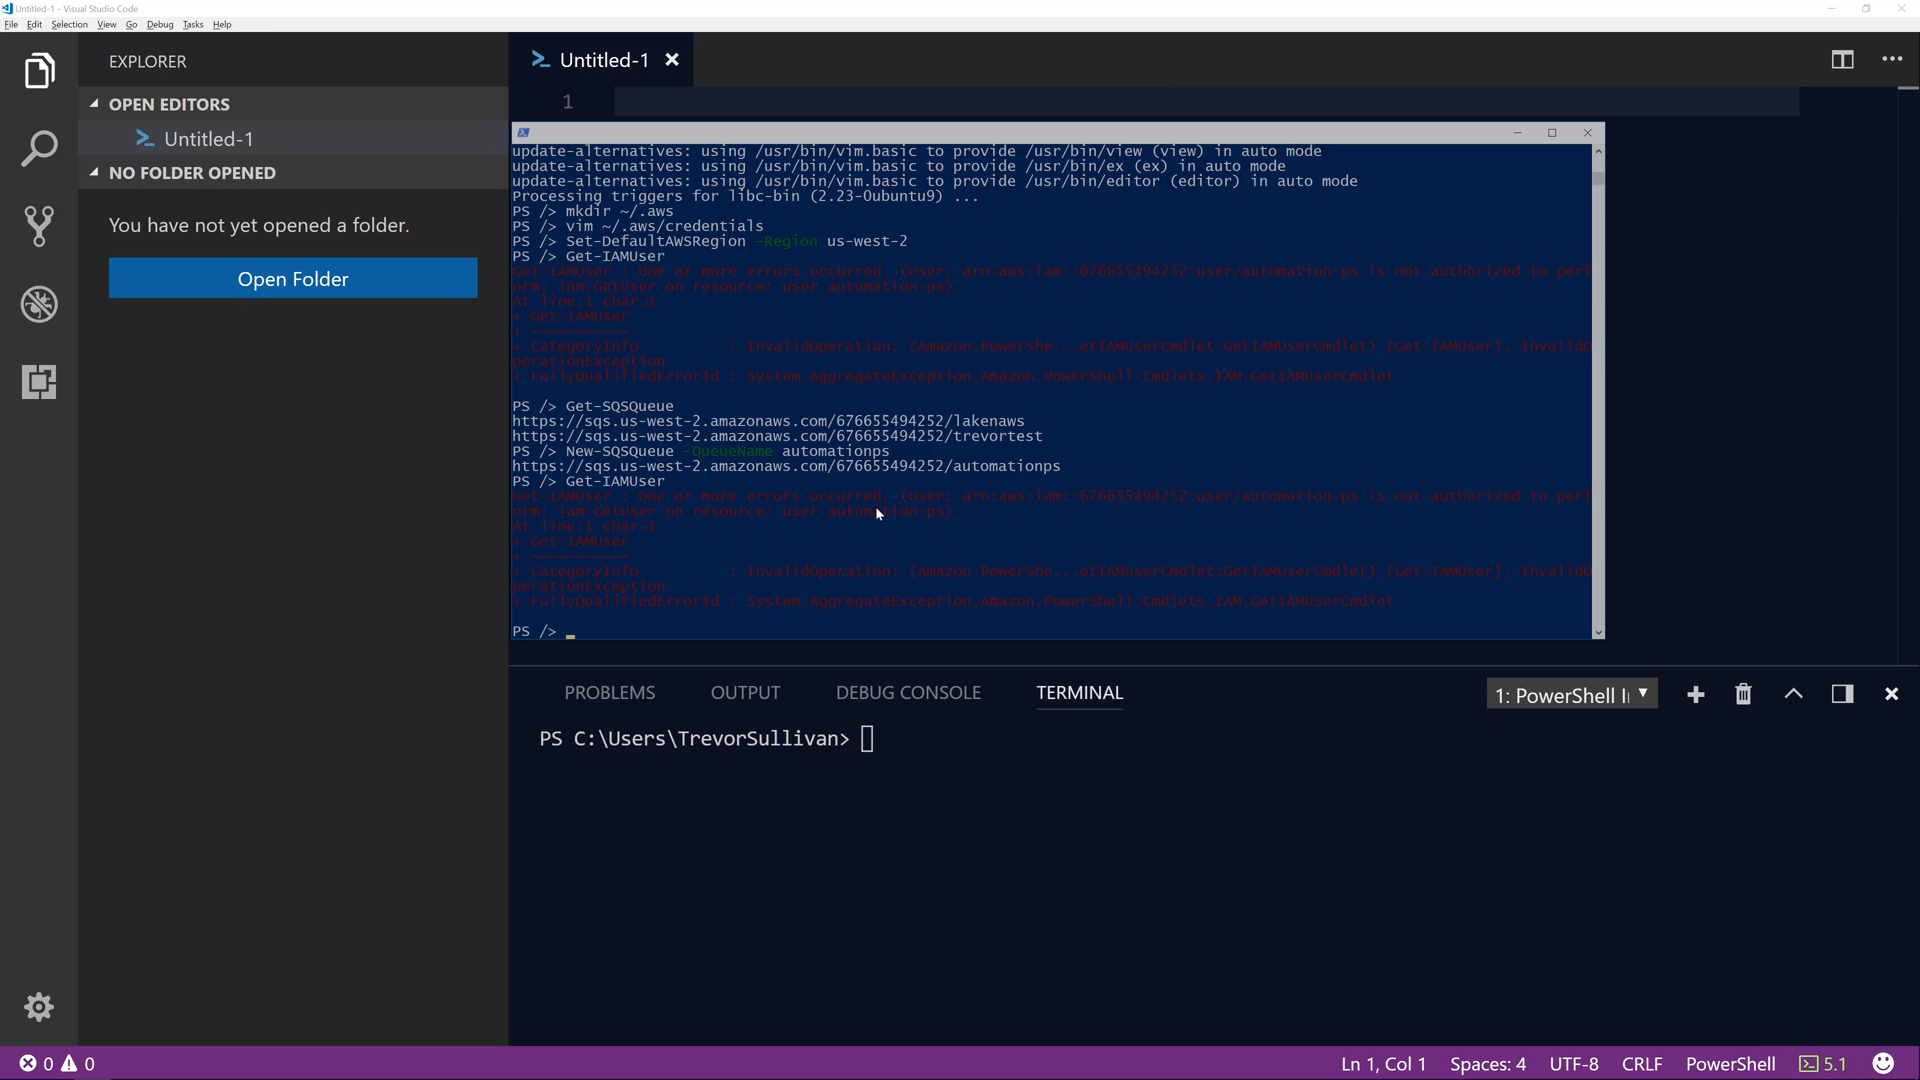 Untitled-1 - Visual Studio Code
File Edit Selection View Go Debug Tasks Help
EXPLORER
OPEN EDITORS
Untitled-1
NO FOLDER OPENED
You have not yet opened a folder.
Open Folder
Untitled-1
1
update-alternatives: using /usr/bin/vim.basic to provide /usr/bin/view (view) in auto mode
update-alternatives: using /usr/bin/vim.basic to provide /usr/bin/ex (ex) in auto mode
update-alternatives: using /usr/bin/vim.basic to provide /usr/bin/editor (editor) in auto mode
Processing triggers for libc-bin (2.23-0ubuntu9) ...
PS /> mkdir ~/.aws
PS /> vim ~/.aws/credentials
PS /> Set-DefaultAWSRegion -Region us-west-2
PS /> Get-IAMUser
Get-IAMUser : One or more errors occurred. (User: arn:aws:iam::676655494252:user/automation-ps is not authorized to perf
orm: iam:GetUser on resource: user automation-ps)
At line:1 char:1
+ Get-IAMUser
+ ~~~~~~~~~~~
+ CategoryInfo          : InvalidOperation: (Amazon.PowerShe...etIAMUserCmdlet:GetIAMUserCmdlet) [Get-IAMUser], InvalidO
perationException
+ FullyQualifiedErrorId : System.AggregateException,Amazon.PowerShell.Cmdlets.IAM.GetIAMUserCmdlet
PS /> Get-SQSQueue
https://sqs.us-west-2.amazonaws.com/676655494252/lakenaws
https://sqs.us-west-2.amazonaws.com/676655494252/trevortest
PS /> New-SQSQueue -QueueName automationps
https://sqs.us-west-2.amazonaws.com/676655494252/automationps
PS /> Get-IAMUser
Get-IAMUser : One or more errors occurred. (User: arn:aws:iam::676655494252:user/automation-ps is not authorized to perf
orm: iam:GetUser on resource: user automation-ps)
At line:1 char:1
+ Get-IAMUser
+ ~~~~~~~~~~~
+ CategoryInfo          : InvalidOperation: (Amazon.PowerShe...etIAMUserCmdlet:GetIAMUserCmdlet) [Get-IAMUser], InvalidO
perationException
+ FullyQualifiedErrorId : System.AggregateException,Amazon.PowerShell.Cmdlets.IAM.GetIAMUserCmdlet
PS />
PROBLEMS OUTPUT DEBUG CONSOLE TERMINAL 1: PowerShell I
PS C:\Users\TrevorSullivan>
0 0 Ln 1, Col 1 Spaces: 4 UTF-8 CRLF PowerShell 5.1